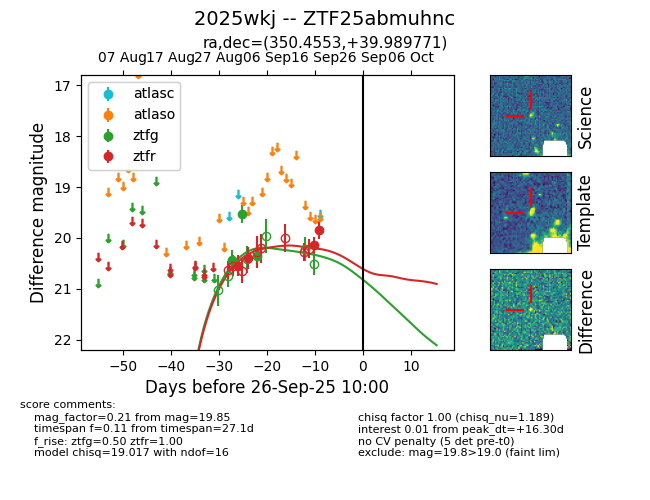 2025wkj -- ZTF25abmuhnc
ra,dec=(350.4553,+39.989771)
07 Aug 17 Aug 27 Aug 06 Sep 16 Sep 26 Sep 06 Oct
atlasc
atlaso
ztfg
ztfr
17
18
19
20
21
22
Difference magnitude
−50 −40 −30 −20 −10 0 10
Days before 26-Sep-25 10:00
Science
Template
Difference
score comments:
mag_factor=0.21 from mag=19.85
timespan f=0.11 from timespan=27.1d
f_rise: ztfg=0.50 ztfr=1.00
model chisq=19.017 with ndof=16
chisq factor 1.00 (chisq_nu=1.189)
interest 0.01 from peak_dt=+16.30d
no CV penalty (5 det pre-t0)
exclude: mag=19.8>19.0 (faint lim)